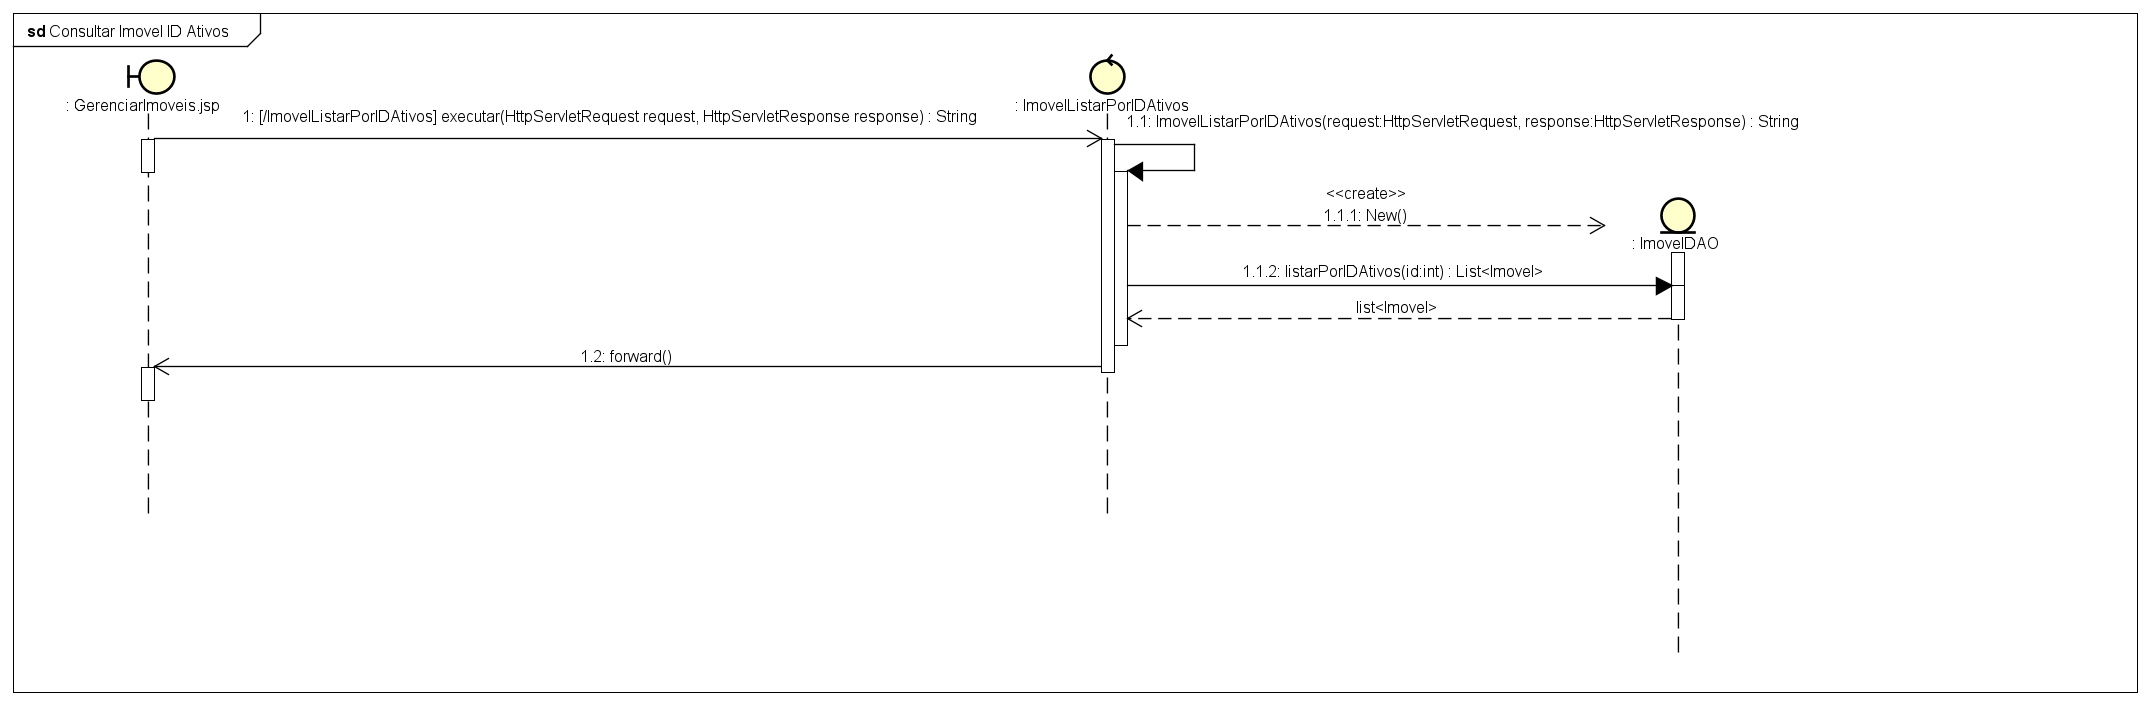 sd Consultar Imovel ID Ativos
: GerenciarImoveis.jsp
: ImovelListarPorIDAtivos
1: [/ImovelListarPorIDAtivos] executar(HttpServletRequest request, HttpServletResponse response) : String
1.1: ImovelListarPorIDAtivos(request:HttpServletRequest, response:HttpServletResponse) : String
<<create>>
1.1.1: New()
: ImovelDAO
1.1.2: listarPorIDAtivos(id:int) : List<Imovel>
list<Imovel>
1.2: forward()